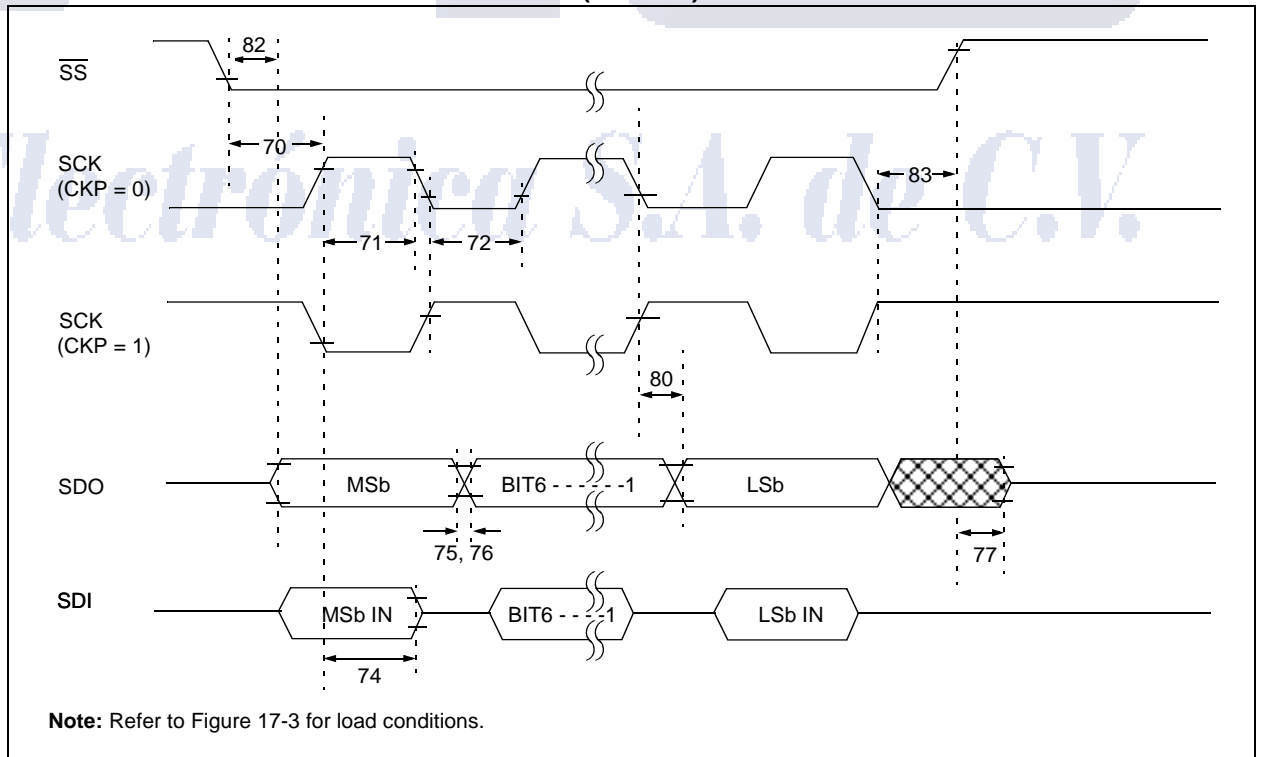 82
SS
70
SCK
(CKP = 0)
83
71
72
SCK
(CKP = 1)
80
SDO
MSb
BIT6 - - - - - -1
LSb
75, 76
77
SDI
MSb IN
BIT6 - - - -1
LSb IN
74
Note: Refer to Figure 17-3 for load conditions.
Electrónica S.A. de C.V.